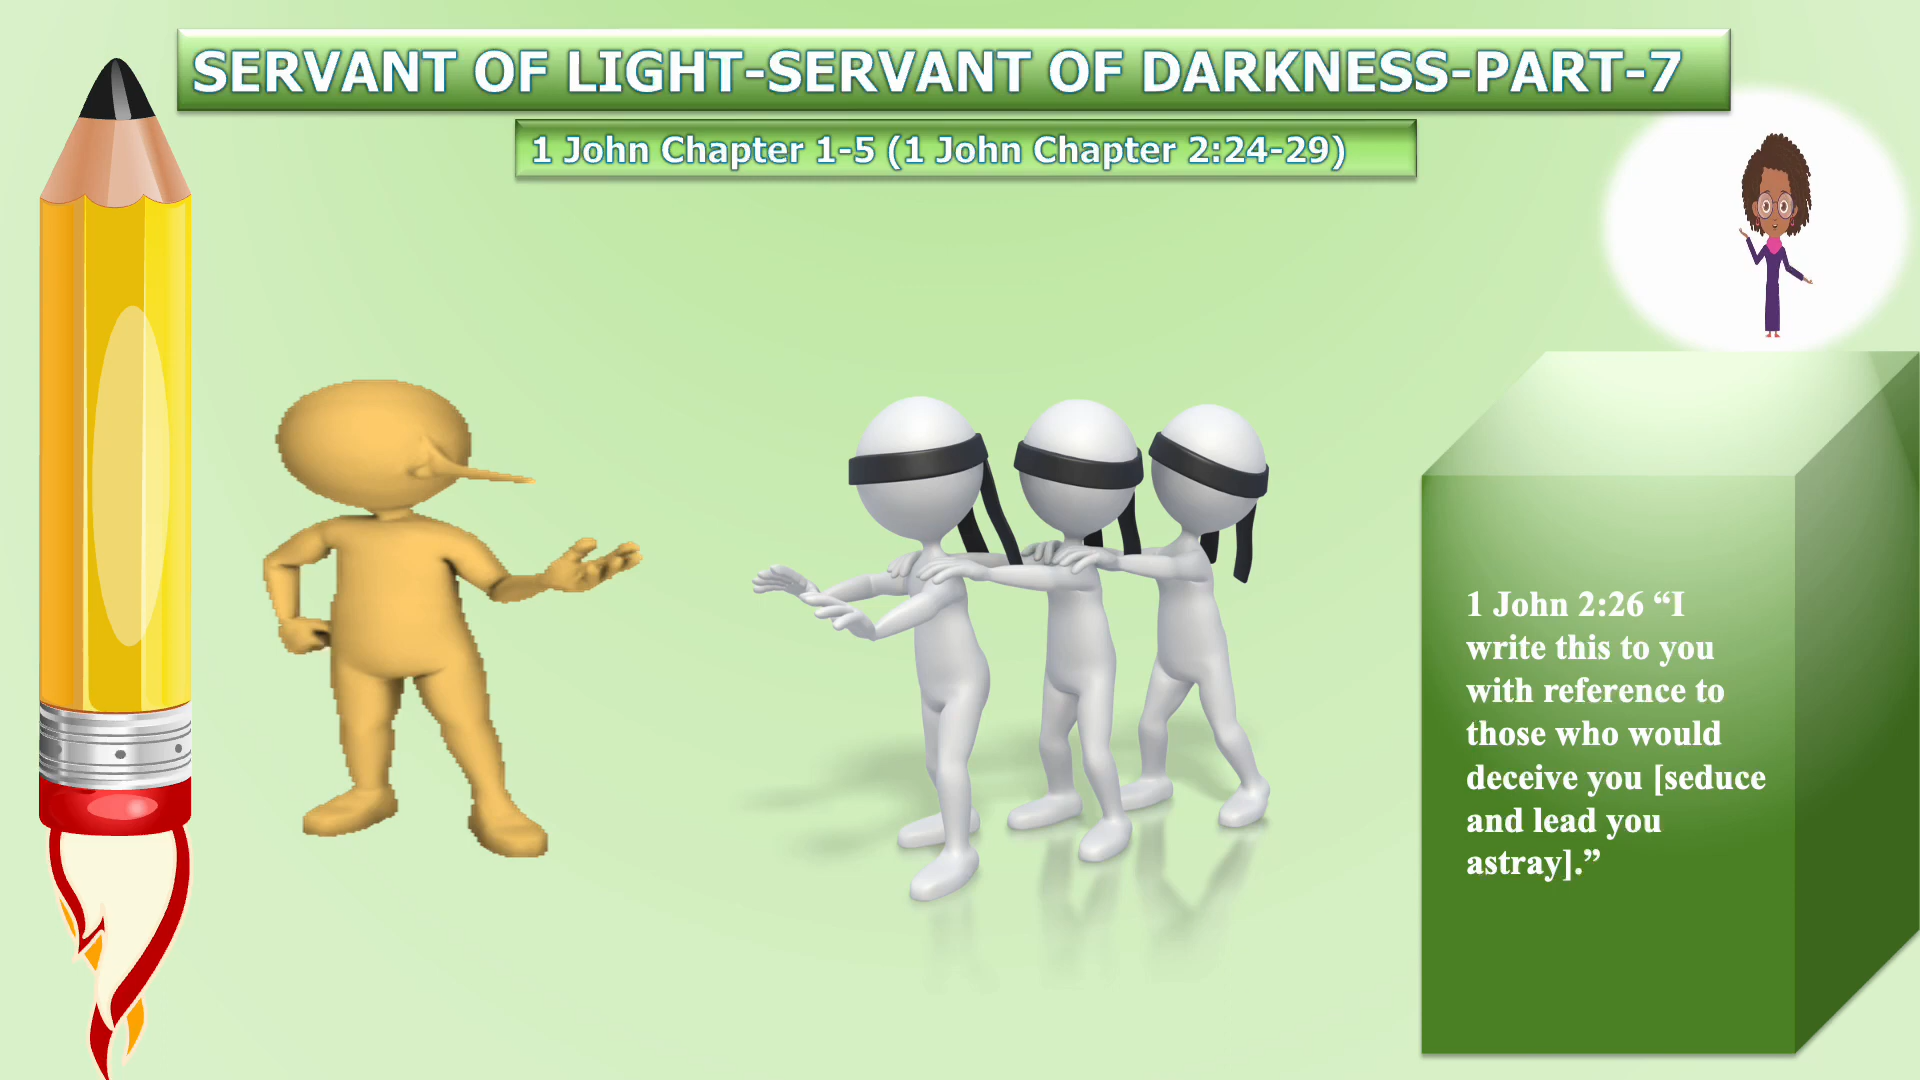 SERVANT OF LIGHT-SERVANT OF DARKNESS-PART-7
1 John Chapter 1-5 (1 John Chapter 2:24-29)
1 John 2:26 “I
write this to you
with reference to
those who would
deceive you [seduce
and lead you
astray].”